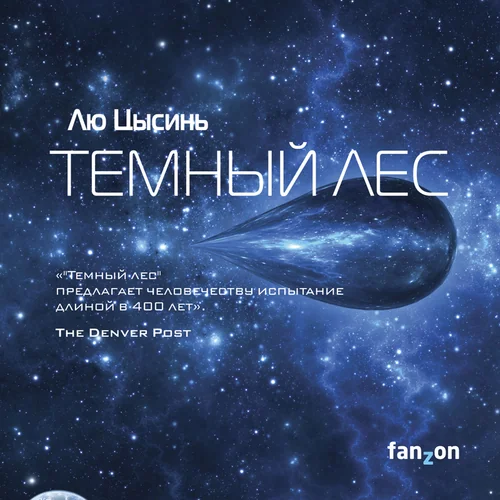 Лю Цысинь
ТЕМНЫЙ ЛЕС
«"Темный лес"
предлагает человечеству испытание
длиной в 400 лет».
The Denver Post
fanzon